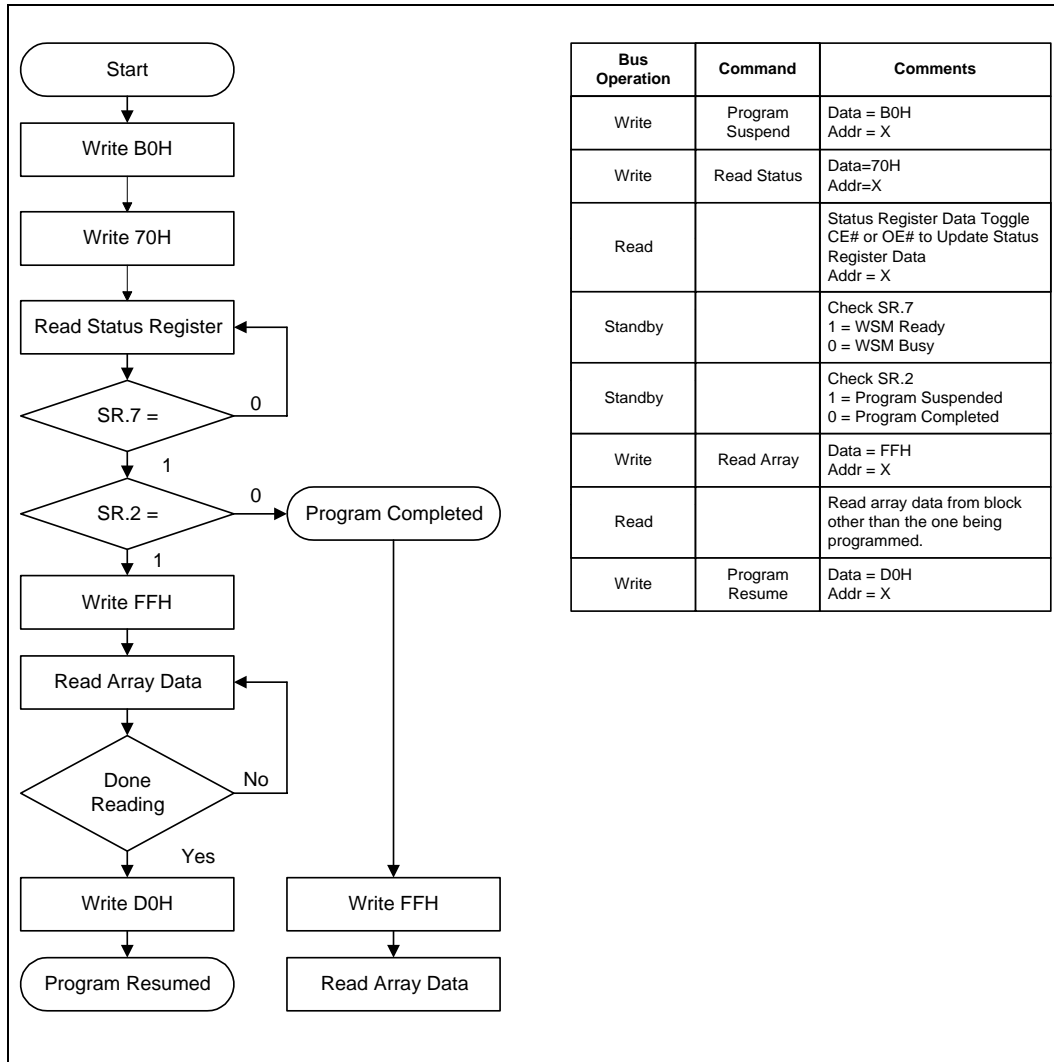 Start
Write B0H
Write 70H
Read Status Register
SR.7 =
0
1
SR.2 =
0
Program Completed
1
Write FFH
Read Array Data
Done
Reading
No
Yes
Write D0H
Write FFH
Program Resumed
Read Array Data
Bus
Operation
Command
Comments
Write
Program
Suspend
Data = B0H
Addr = X
Write
Read Status
Data=70H
Addr=X
Read
Status Register Data Toggle
CE# or OE# to Update Status
Register Data
Addr = X
Standby
Check SR.7
1 = WSM Ready
0 = WSM Busy
Standby
Check SR.2
1 = Program Suspended
0 = Program Completed
Write
Read Array
Data = FFH
Addr = X
Read
Read array data from block
other than the one being
programmed.
Write
Program
Resume
Data = D0H
Addr = X